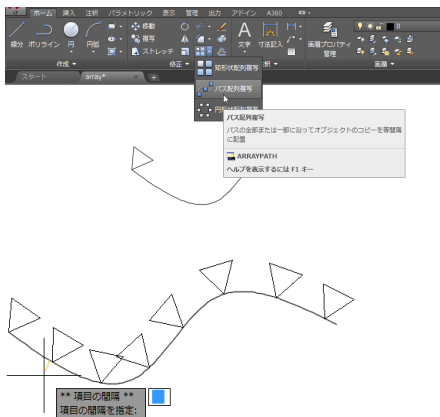 ホーム 挿入 注釈 パラメトリック 表示 管理 出力 アドイン A360
線分 ポリライン 円 円弧
移動
複写
ストレッチ
文字 寸法記入
画層プロパティ管理
作成 修正 画層
スタート array*
矩形状配列複写
パス配列複写
円形状配列複写
パス配列複写
パスの全部または一部に沿ってオブジェクトのコピーを等間隔
に配置
ARRAYPATH
ヘルプを表示するには F1 キー
** 項目の間隔 **
項目の間隔を指定: